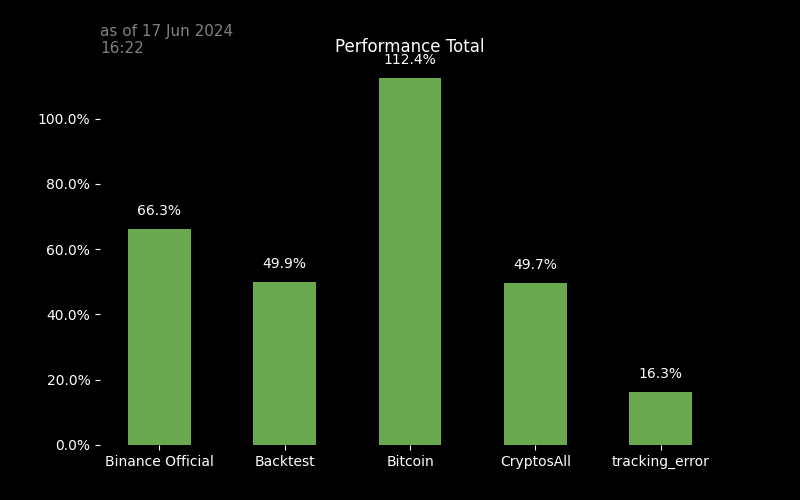 as of 17 Jun 2024
16:22
Performance Total
112.4%
100.0%
80.0%
66.3%
60.0%
49.9%
49.7%
40.0%
20.0%
16.3%
0.0%
Binance Official
Backtest
Bitcoin
CryptosAll
tracking_error